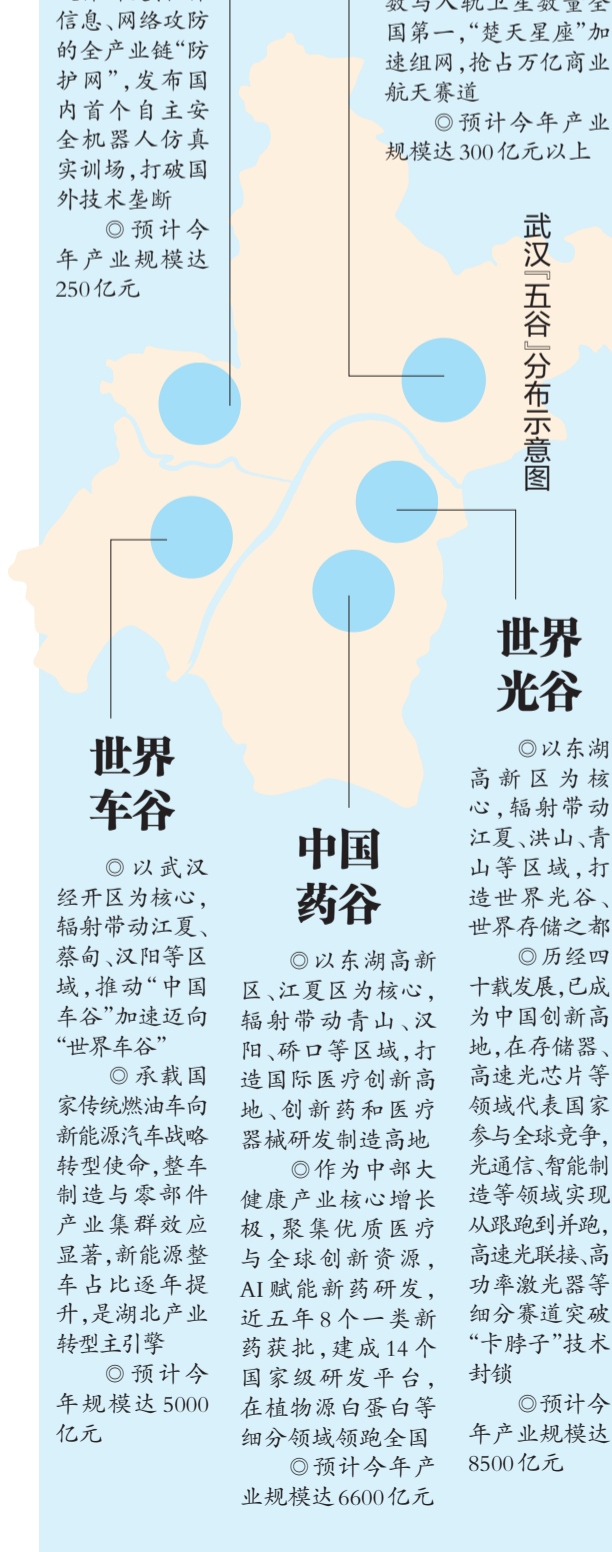 信息、网络攻防
的全产业链“防
护网”,发布国
内首个自主安
全机器人仿真
实训场,打破国
外技术垄断
◎预计今
年产业规模达
250亿元
数与入轨卫星数量全
国第一,“楚天星座”加
速组网,抢占万亿商业
航天赛道
◎预计今年产业
规模达300亿元以上
武汉『五谷』分布示意图
世界
车谷
◎以武汉
经开区为核心,
辐射带动江夏、
蔡甸、汉阳等区
域,推动“中国
车谷”加速迈向
“世界车谷”
◎承载国
家传统燃油车向
新能源汽车战略
转型使命,整车
制造与零部件
产业集群效应
显著,新能源整
车占比逐年提
升,是湖北产业
转型主引擎
◎预计今
年规模达5000
亿元
中国
药谷
◎以东湖高新
区、江夏区为核心,
辐射带动青山、汉
阳、硚口等区域,打
造国际医疗创新高
地、创新药和医疗
器械研发制造高地
◎作为中部大
健康产业核心增长
极,聚集优质医疗
与全球创新资源,
AI赋能新药研发,
近五年8个一类新
药获批,建成14个
国家级研发平台,
在植物源白蛋白等
细分领域领跑全国
◎预计今年产
业规模达6600亿元
世界
光谷
◎以东湖
高新区为核
心,辐射带动
江夏、洪山、青
山等区域,打
造世界光谷、
世界存储之都
◎历经四
十载发展,已成
为中国创新高
地,在存储器、
高速光芯片等
领域代表国家
参与全球竞争,
光通信、智能制
造等领域实现
从跟跑到并跑,
高速光联接、高
功率激光器等
细分赛道突破
“卡脖子”技术
封锁
◎预计今
年产业规模达
8500亿元